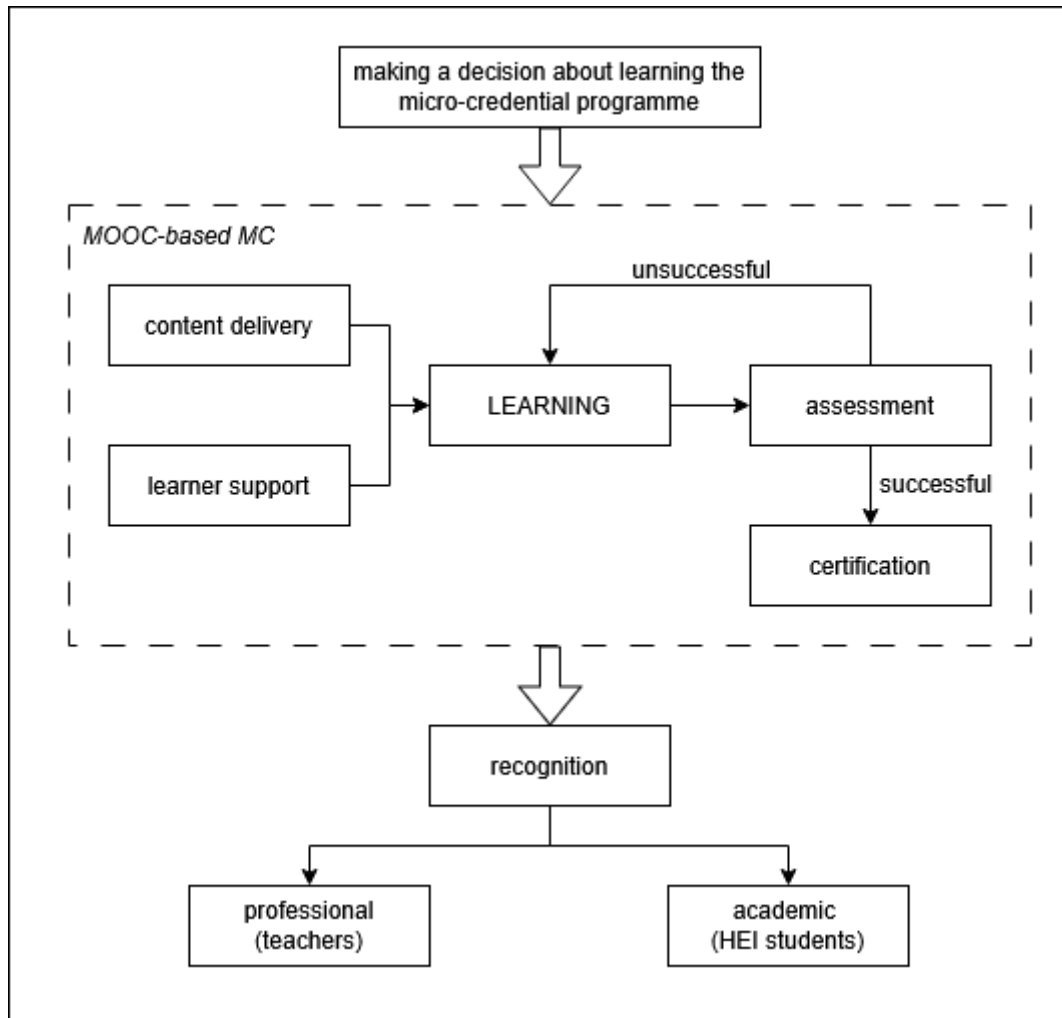 making a decision about learning the
micro-credential programme
MOOC-based MC
unsuccessful
content delivery
LEARNING
assessment
learner support
successful
certification
recognition
professional
(teachers)
academic
(HEI students)